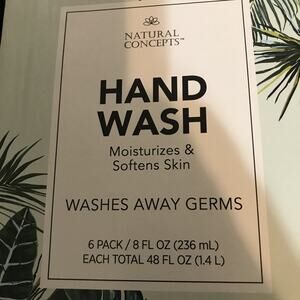 NATURAL
CONCEPTS™
HAND
WASH
Moisturizes &
Softens Skin
WASHES AWAY GERMS
6 PACK / 8 FL OZ (236 mL)
EACH TOTAL 48 FL OZ (1.4 L)